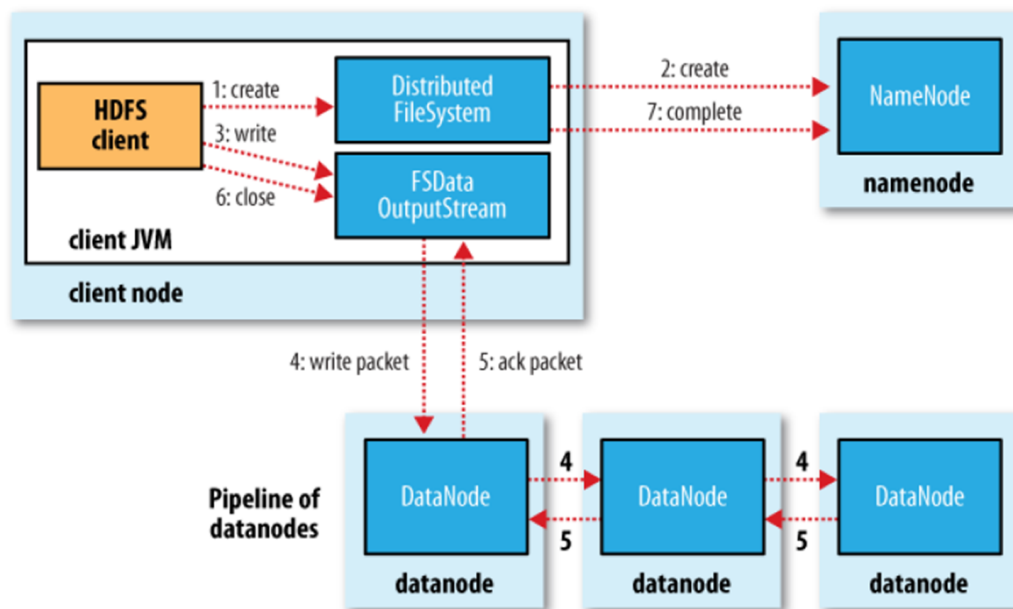 HDFS
client
1: create
3: write
6: close
Distributed
FileSystem
FSData
OutputStream
client JVM
client node
2: create
7: complete
NameNode
namenode
4: write packet
5: ack packet
Pipeline of
datanodes
DataNode
datanode
4
5
DataNode
datanode
4
5
DataNode
datanode